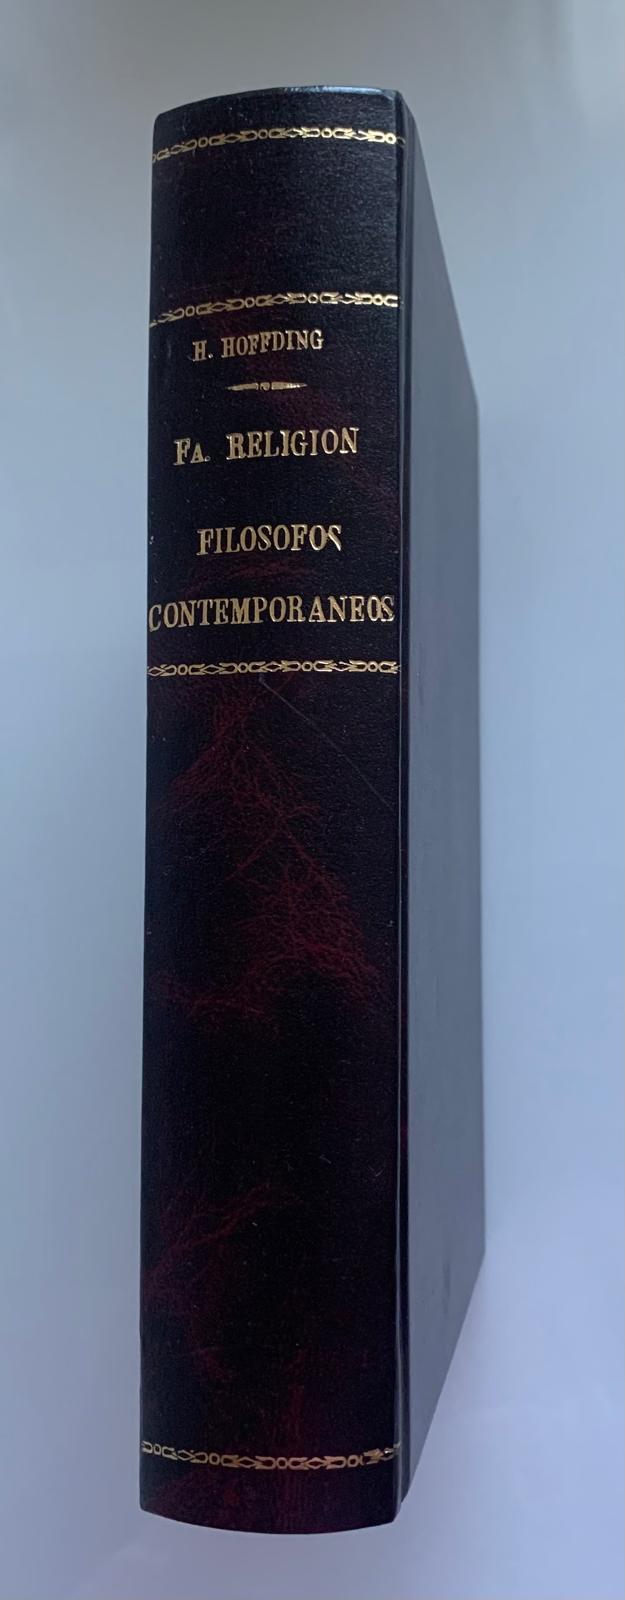 H. HOFFDING
FA. RELIGION
FILOSOFOS
CONTEMPORANEOS